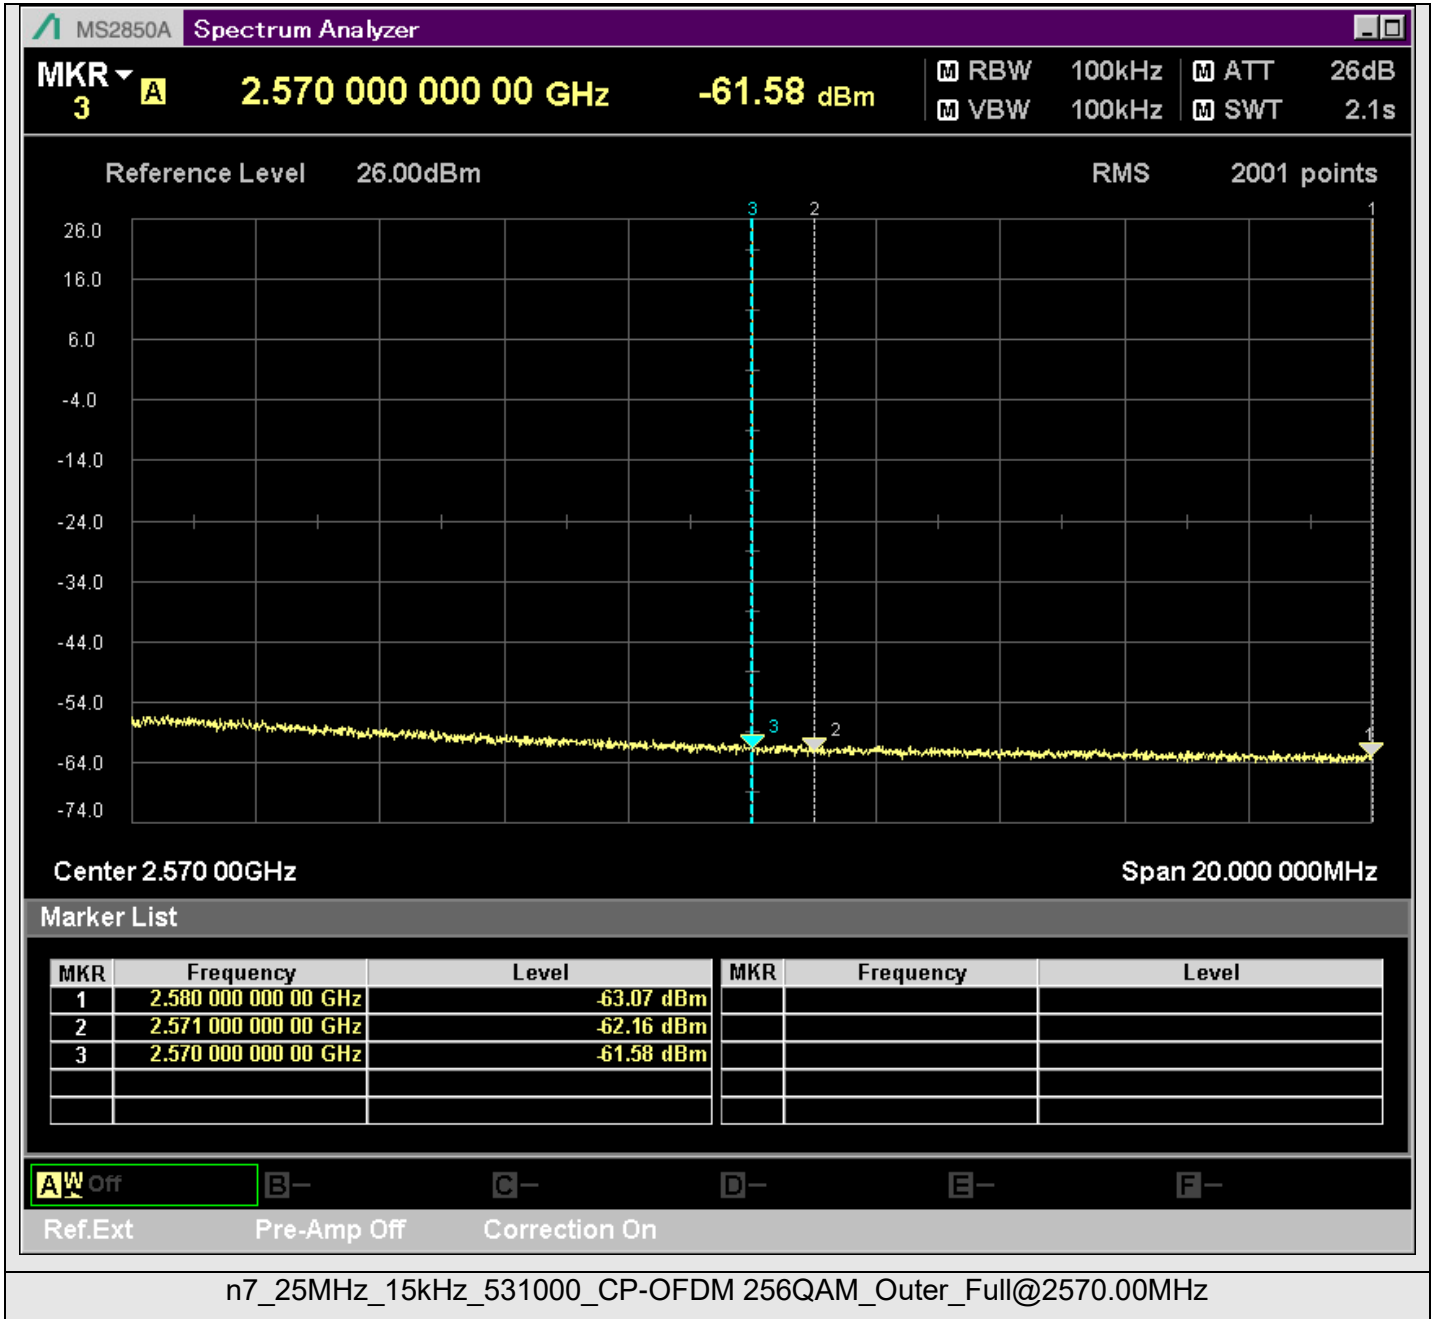 MS2850A Spectrum Analyzer
MKR A 2.570 000 000 00 GHz -61.58 dBm M RBW 100kHz M ATT 26dB
3 M VBW 100kHz M SWT 2.1s
Reference Level 26.00dBm RMS 2001 points
3 2 1
26.0
16.0
6.0
-4.0
-14.0
-24.0
-34.0
-44.0
-54.0
3 2 1
-64.0
-74.0
Center 2.570 00GHz Span 20.000 000MHz
Marker List
MKR Frequency Level MKR Frequency Level
1 2.580 000 000 00 GHz -63.07 dBm
2 2.571 000 000 00 GHz -62.16 dBm
3 2.570 000 000 00 GHz -61.58 dBm
A W Off B – C – D – E – F –
Ref.Ext Pre-Amp Off Correction On
n7_25MHz_15kHz_531000_CP-OFDM 256QAM_Outer_Full@2570.00MHz